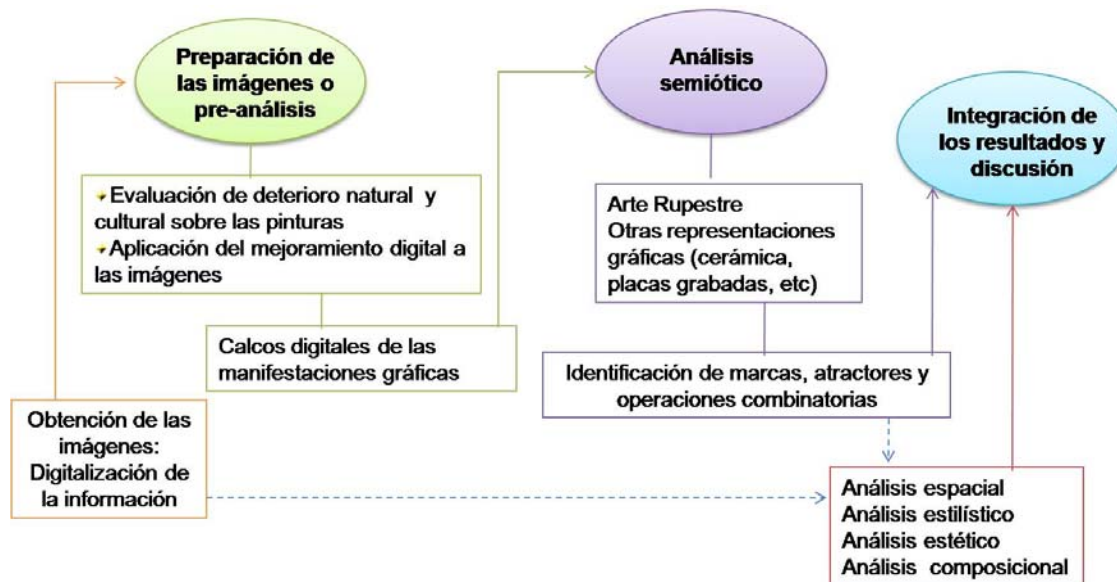 Preparación de
las imágenes o
pre-análisis
Análisis
semiótico
Integración de
los resultados y
discusión
Evaluación de deterioro natural y
cultural sobre las pinturas
Aplicación del mejoramiento digital a
las imágenes
Arte Rupestre
Otras representaciones
gráficas (cerámica,
placas grabadas, etc)
Calcos digitales de las
manifestaciones gráficas
Identificación de marcas, atractores y
operaciones combinatorias
Obtención de las
imágenes:
Digitalización de
la información
Análisis espacial
Análisis estilístico
Análisis estético
Análisis composicional